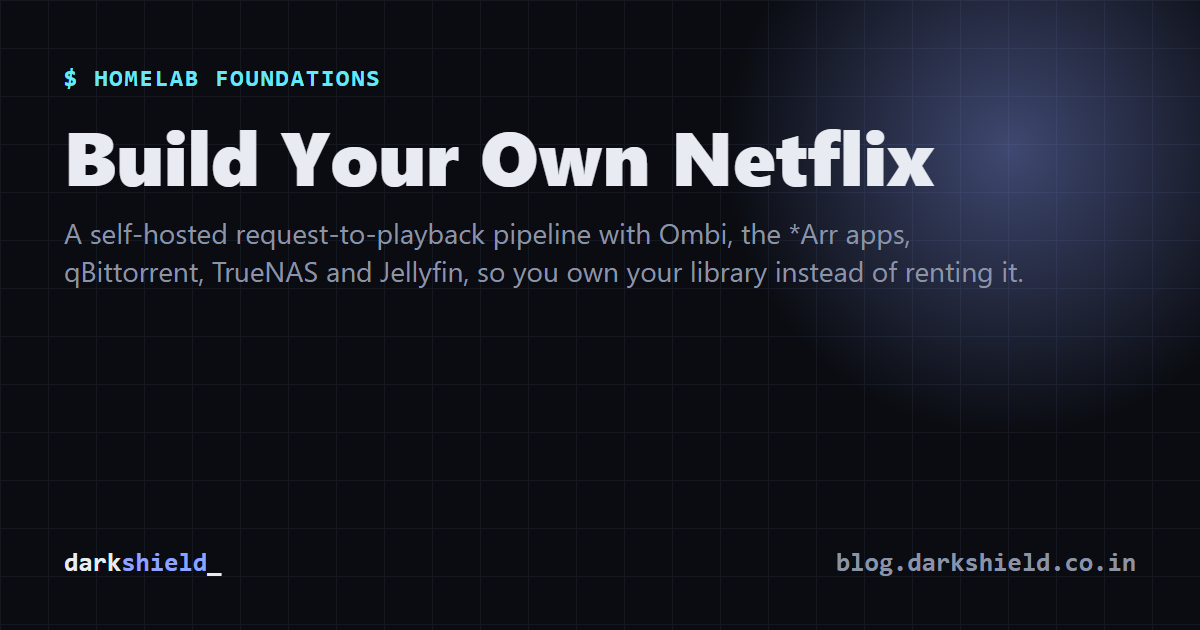 $ HOMELAB FOUNDATIONS
Build Your Own Netflix
A self-hosted request-to-playback pipeline with Ombi, the *Arr apps,
qBittorrent, TrueNAS and Jellyfin, so you own your library instead of renting it.
darkshield_
blog.darkshield.co.in